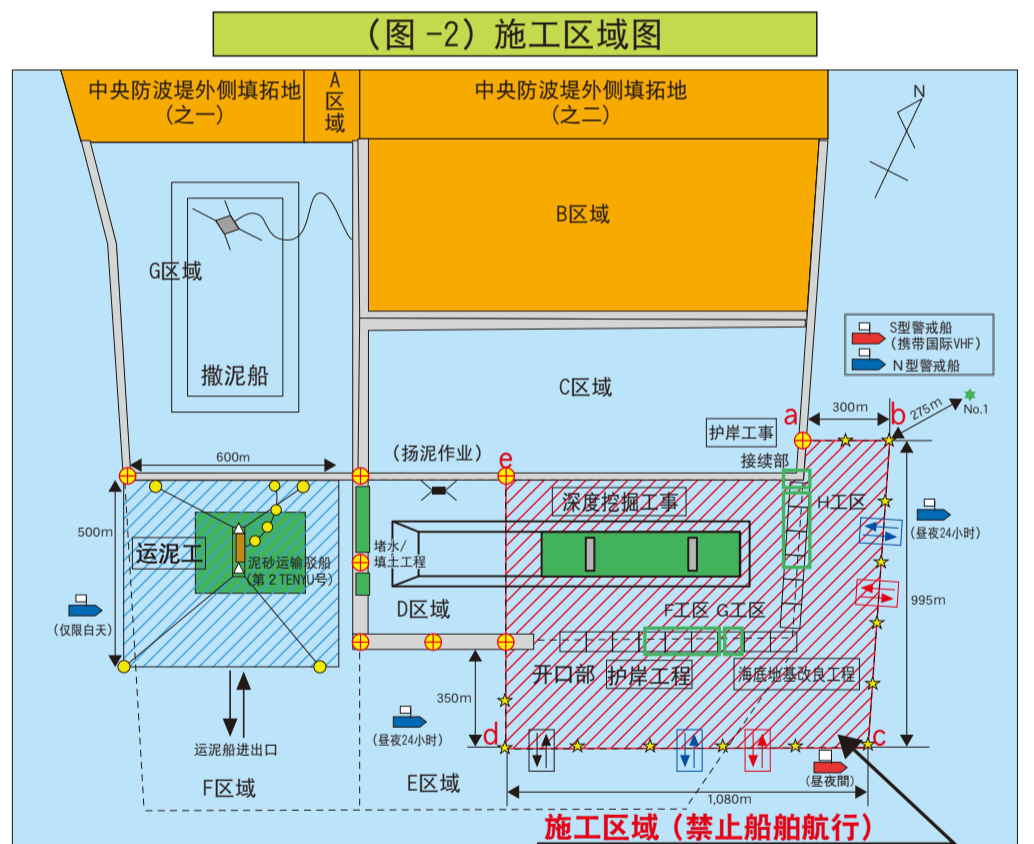 （图 -2）施工区域图
中央防波堤外侧填拓地
（之一）
A
区
域
中央防波堤外侧填拓地
（之二）
N
B区域
G区域
S型警戒船
（携带国际VHF）
N型警戒船
撒泥船
C区域
a
300m
b
275m
No.1
护岸工事
接续部
600m
（扬泥作业）
e
深度挖掘工事
H工区
500m
运泥工
泥砂运输驳船
（第２TENYU号）
堵水/
填土工程
（昼夜24小时）
D区域
F工区
G工区
995m
（仅限白天）
开口部
护岸工程
海底地基改良工程
350m
（昼夜24小时）
d
c
运泥船进出口
F区域
E区域
（昼夜間）
1,080m
施工区域（禁止船舶航行）